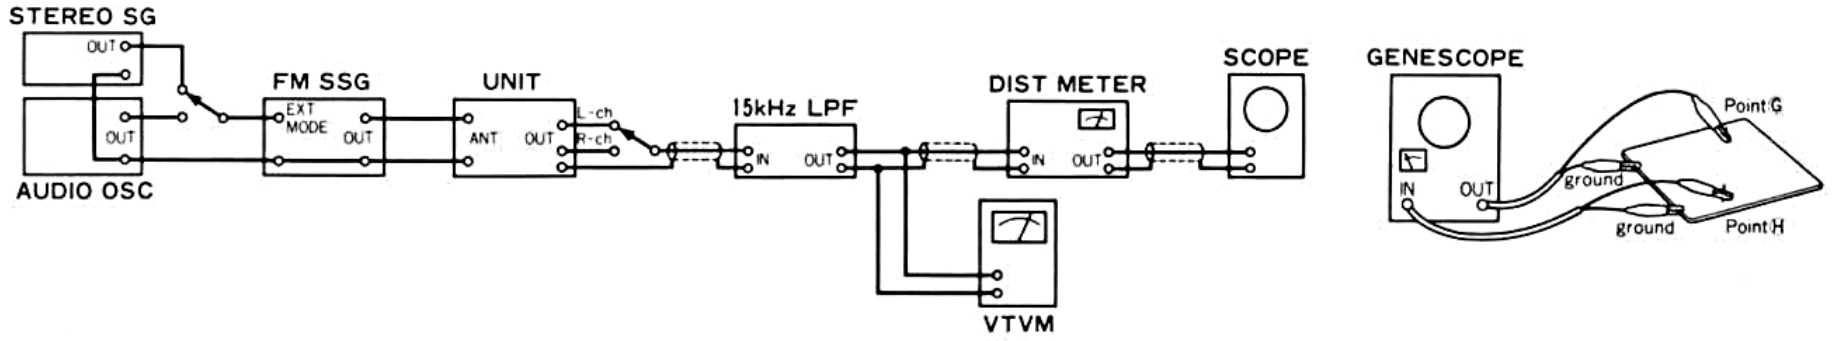 STEREO SG
OUT
OUT
AUDIO OSC
FM SSG
EXT
MODE
OUT
UNIT
ANT
OUT
L-ch
R-ch
15kHz LPF
IN
OUT
DIST METER
IN
OUT
VTVM
SCOPE
GENESCOPE
IN
OUT
Point G
ground
ground
Point H